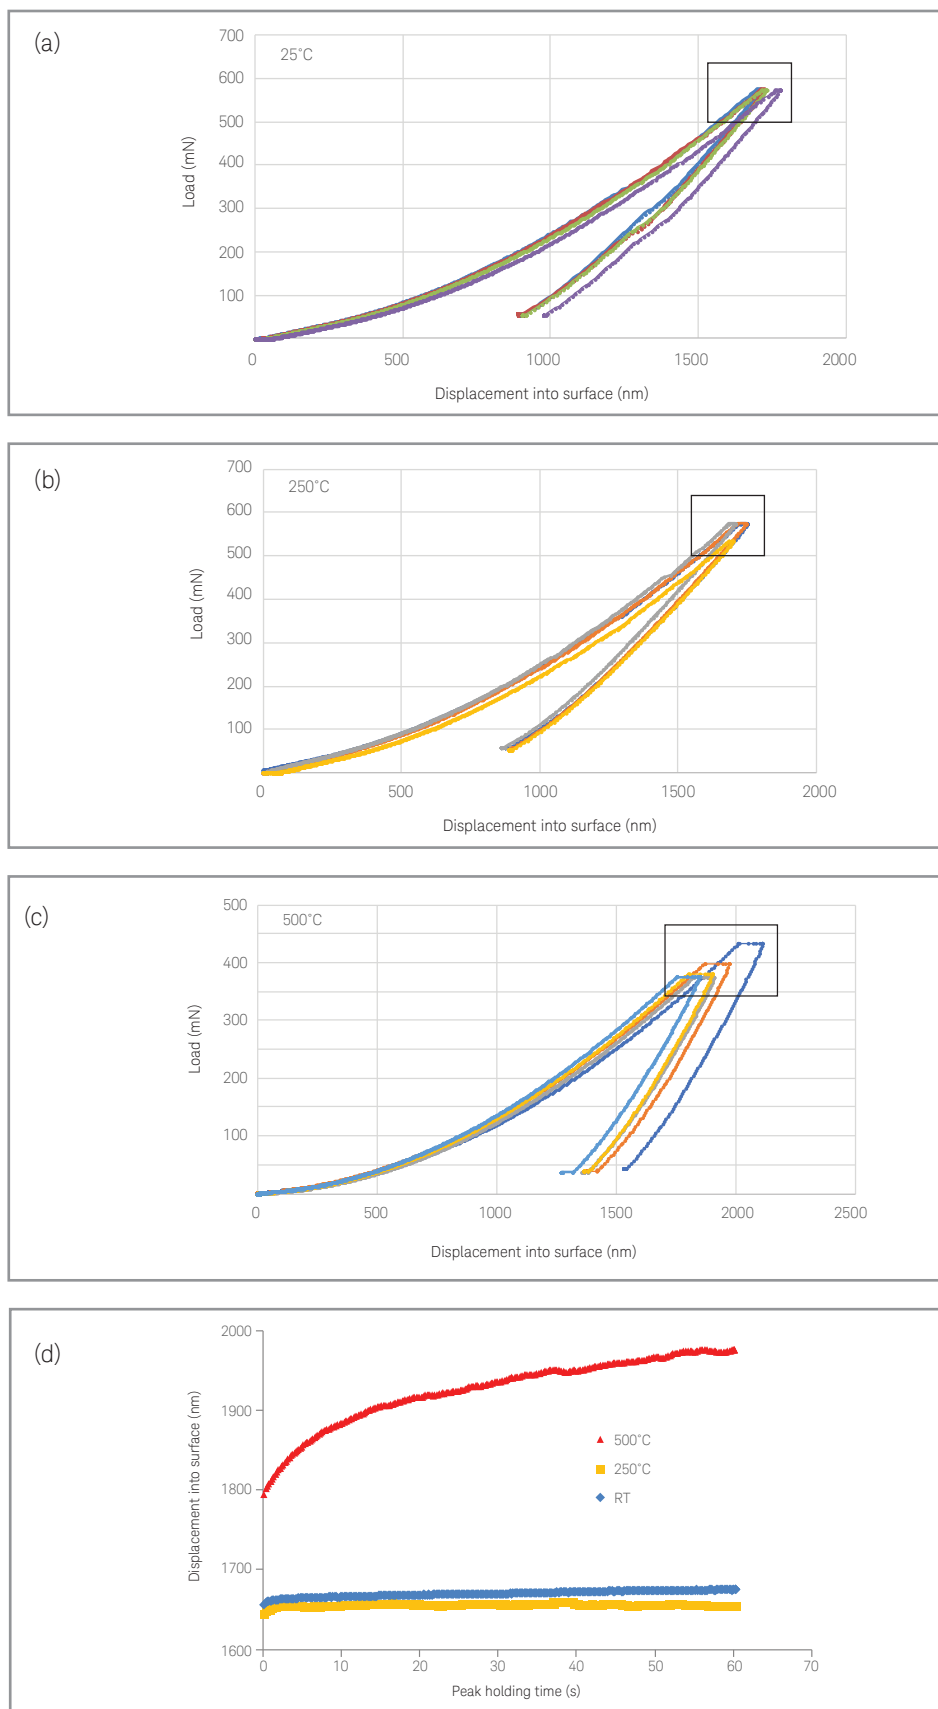 (a)
25˚C
700
600
500
400
300
200
100
0
Load (mN)
0 500 1000 1500 2000
Displacement into surface (nm)
(b)
250˚C
700
600
500
400
300
200
100
0
Load (mN)
0 500 1000 1500 2000
Displacement into surface (nm)
(c)
500˚C
500
400
300
200
100
0
Load (mN)
0 500 1000 1500 2000 2500
Displacement into surface (nm)
(d)
2000
1900
1800
1700
1600
Displacement into surface (nm)
500˚C
250˚C
RT
0 10 20 30 40 50 60 70
Peak holding time (s)